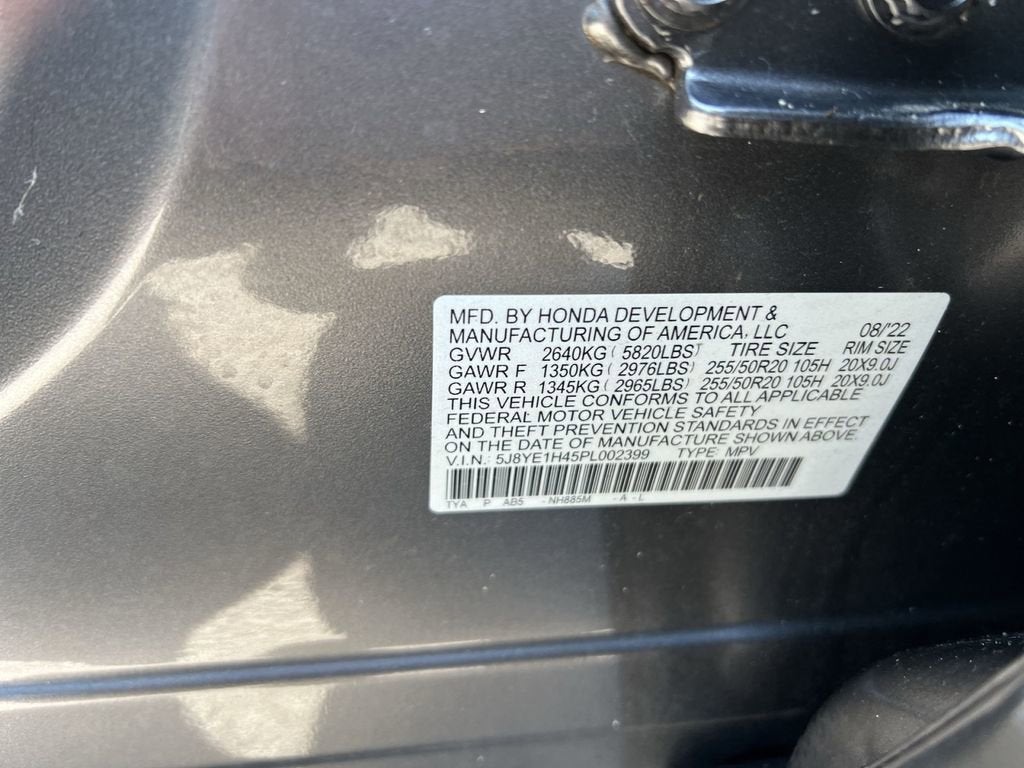 MFD. BY HONDA DEVELOPMENT &
MANUFACTURING OF AMERICA, LLC 08/'22
GVWR 2640KG ( 5820LBS) TIRE SIZE RIM SIZE
GAWR F 1350KG ( 2976LBS) 255/50R20 105H 20X9.0J
GAWR R 1345KG ( 2965LBS) 255/50R20 105H 20X9.0J
THIS VEHICLE CONFORMS TO ALL APPLICABLE
FEDERAL MOTOR VEHICLE SAFETY
AND THEFT PREVENTION STANDARDS IN EFFECT
ON THE DATE OF MANUFACTURE SHOWN ABOVE.
V.I.N.: 5J8YE1H45PL002399 TYPE: MPV
TYA P AB5 - NH885M - A - L